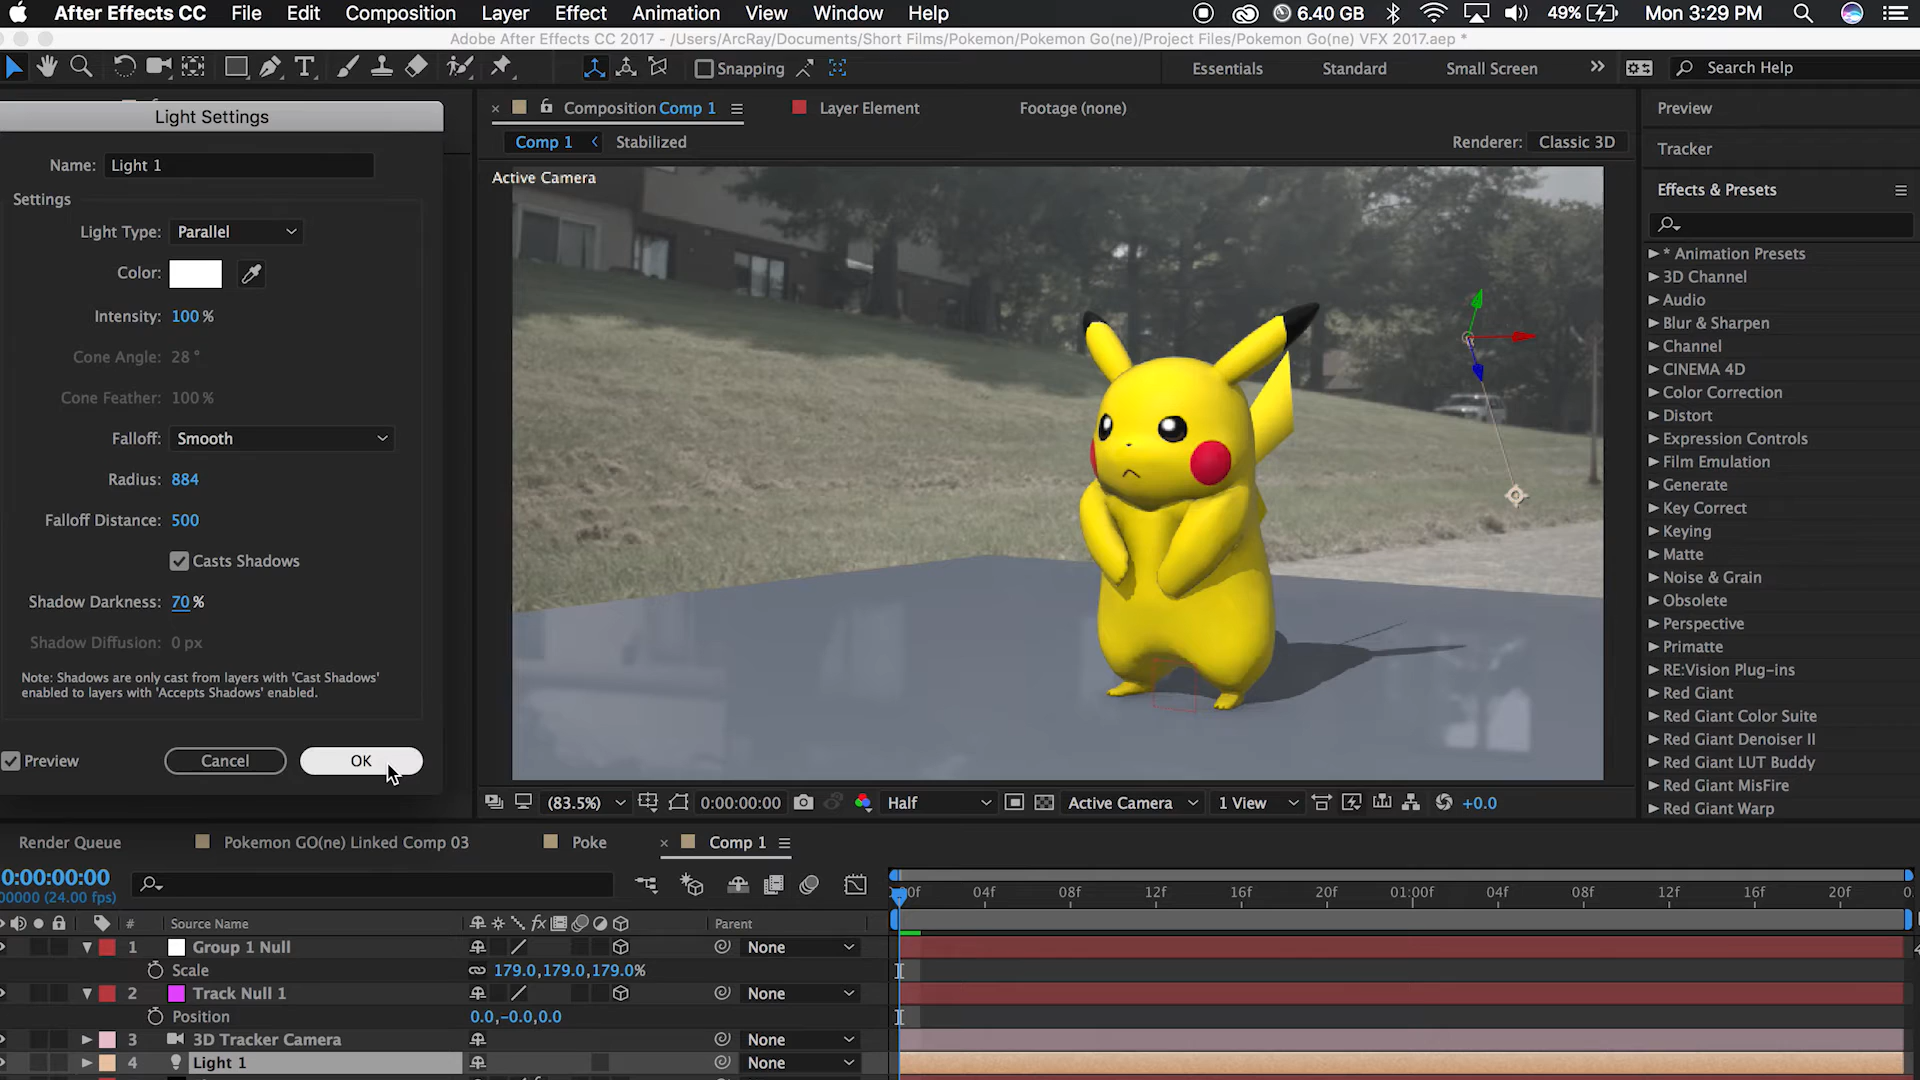 After Effects CC File Edit Composition Layer Effect Animation View Window Help 6.40 GB 49% Mon 3:29 PM
Adobe After Effects CC 2017 - /Users/ArcRay/Documents/Short Films/Pokemon/Pokemon Go(ne)/Project Files/Pokemon Go(ne) VFX 2017.aep *
Snapping Essentials Standard Small Screen >> Search Help
Light Settings
Name: Light 1
Settings
Light Type: Parallel
Color:
Intensity: 100 %
Cone Angle: 28 °
Cone Feather: 100 %
Falloff: Smooth
Radius: 884
Falloff Distance: 500
Casts Shadows
Shadow Darkness: 70 %
Shadow Diffusion: 0 px
Note: Shadows are only cast from layers with 'Cast Shadows'
enabled to layers with 'Accepts Shadows' enabled.
Preview Cancel OK
Composition Comp 1 Layer Element Footage (none)
Comp 1 Stabilized Renderer: Classic 3D
Active Camera
(83.5%) 0:00:00:00 Half Active Camera 1 View +0.0
Preview
Tracker
Effects & Presets
* Animation Presets
3D Channel
Audio
Blur & Sharpen
Channel
CINEMA 4D
Color Correction
Distort
Expression Controls
Film Emulation
Generate
Key Correct
Keying
Matte
Noise & Grain
Obsolete
Perspective
Primatte
RE:Vision Plug-ins
Red Giant
Red Giant Color Suite
Red Giant Denoiser II
Red Giant LUT Buddy
Red Giant MisFire
Red Giant Warp
Render Queue Pokemon GO(ne) Linked Comp 03 Poke Comp 1
0:00:00:00
00000 (24.00 fps)
04f 08f 12f 16f 20f 01:00f 04f 08f 12f 16f 20f
# Source Name fx Parent
1 Group 1 Null None
Scale 179.0,179.0,179.0%
2 Track Null 1 None
Position 0.0,-0.0,0.0
3 3D Tracker Camera None
4 Light 1 None